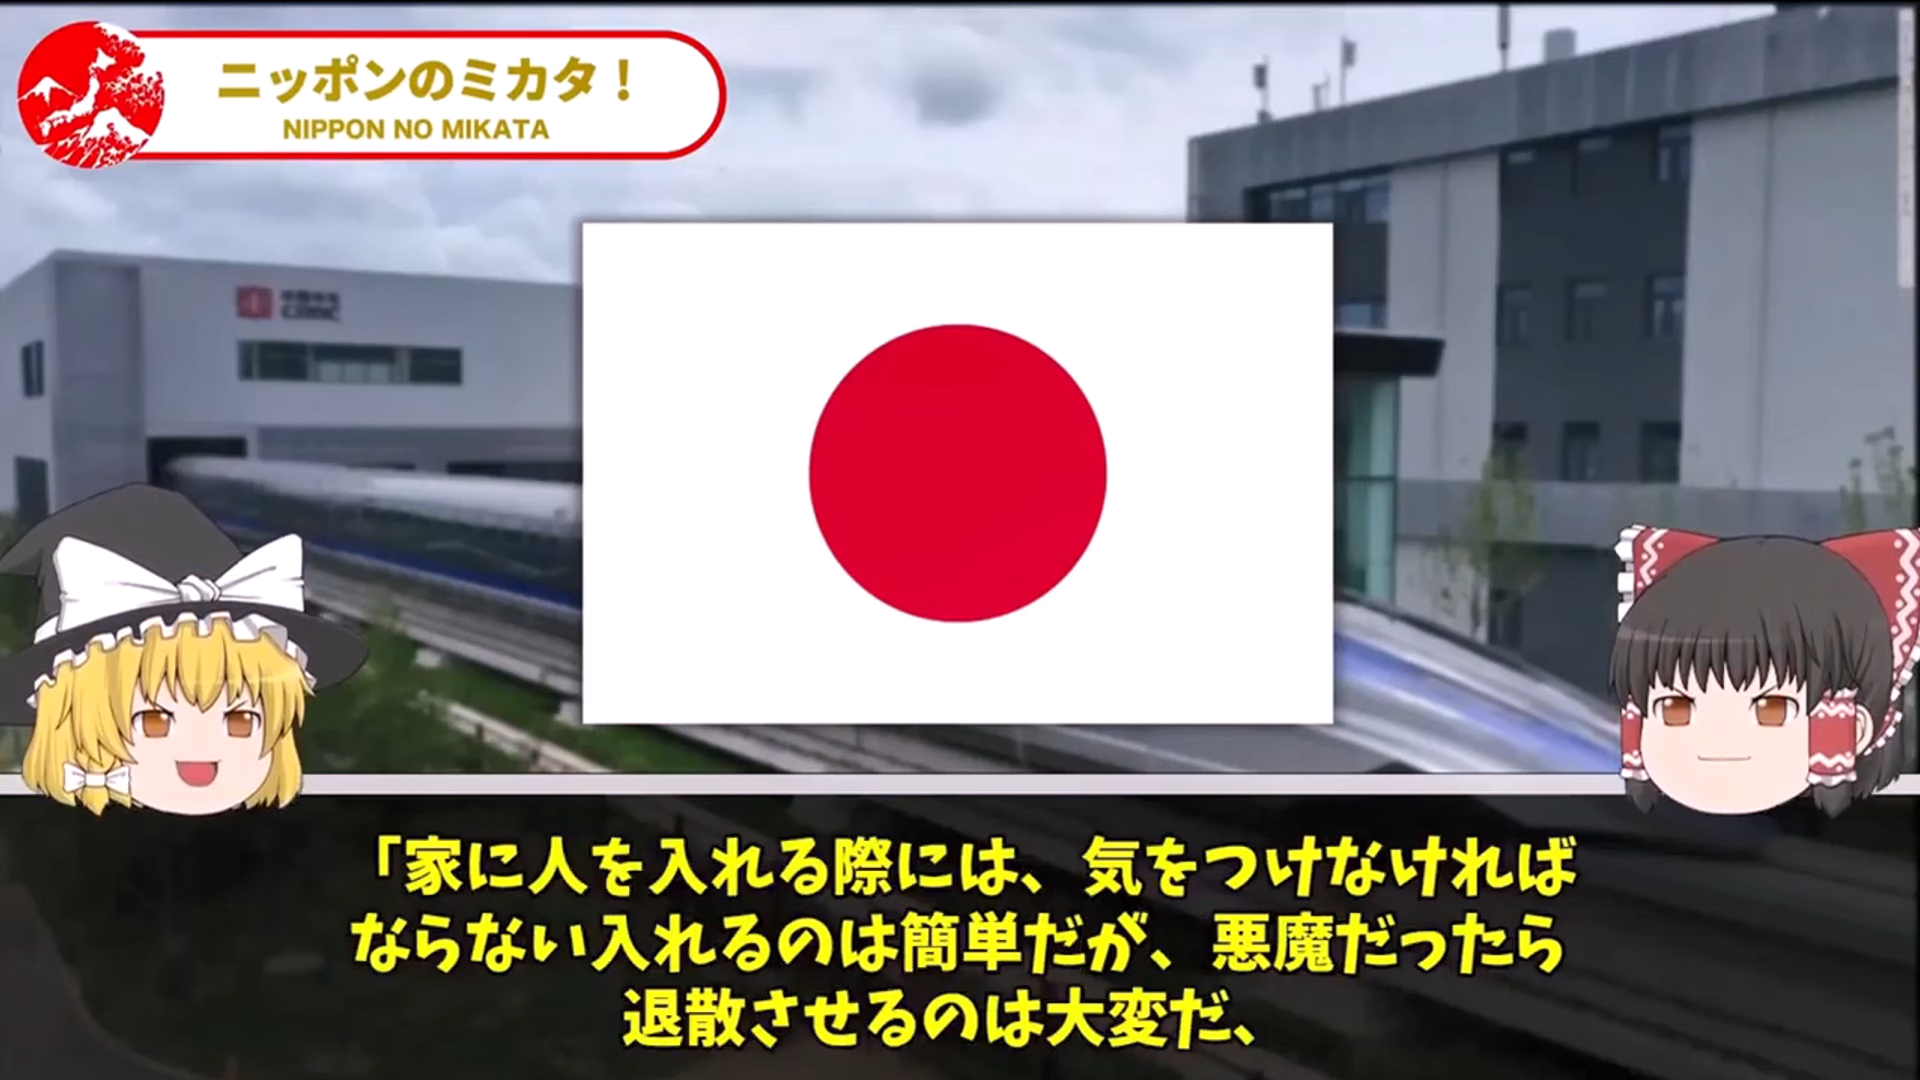 ニッポンのミカタ！
NIPPON NO MIKATA
「家に人を入れる際には、気をつけなければ
ならない入れるのは簡単だが、悪魔だったら
退散させるのは大変だ、